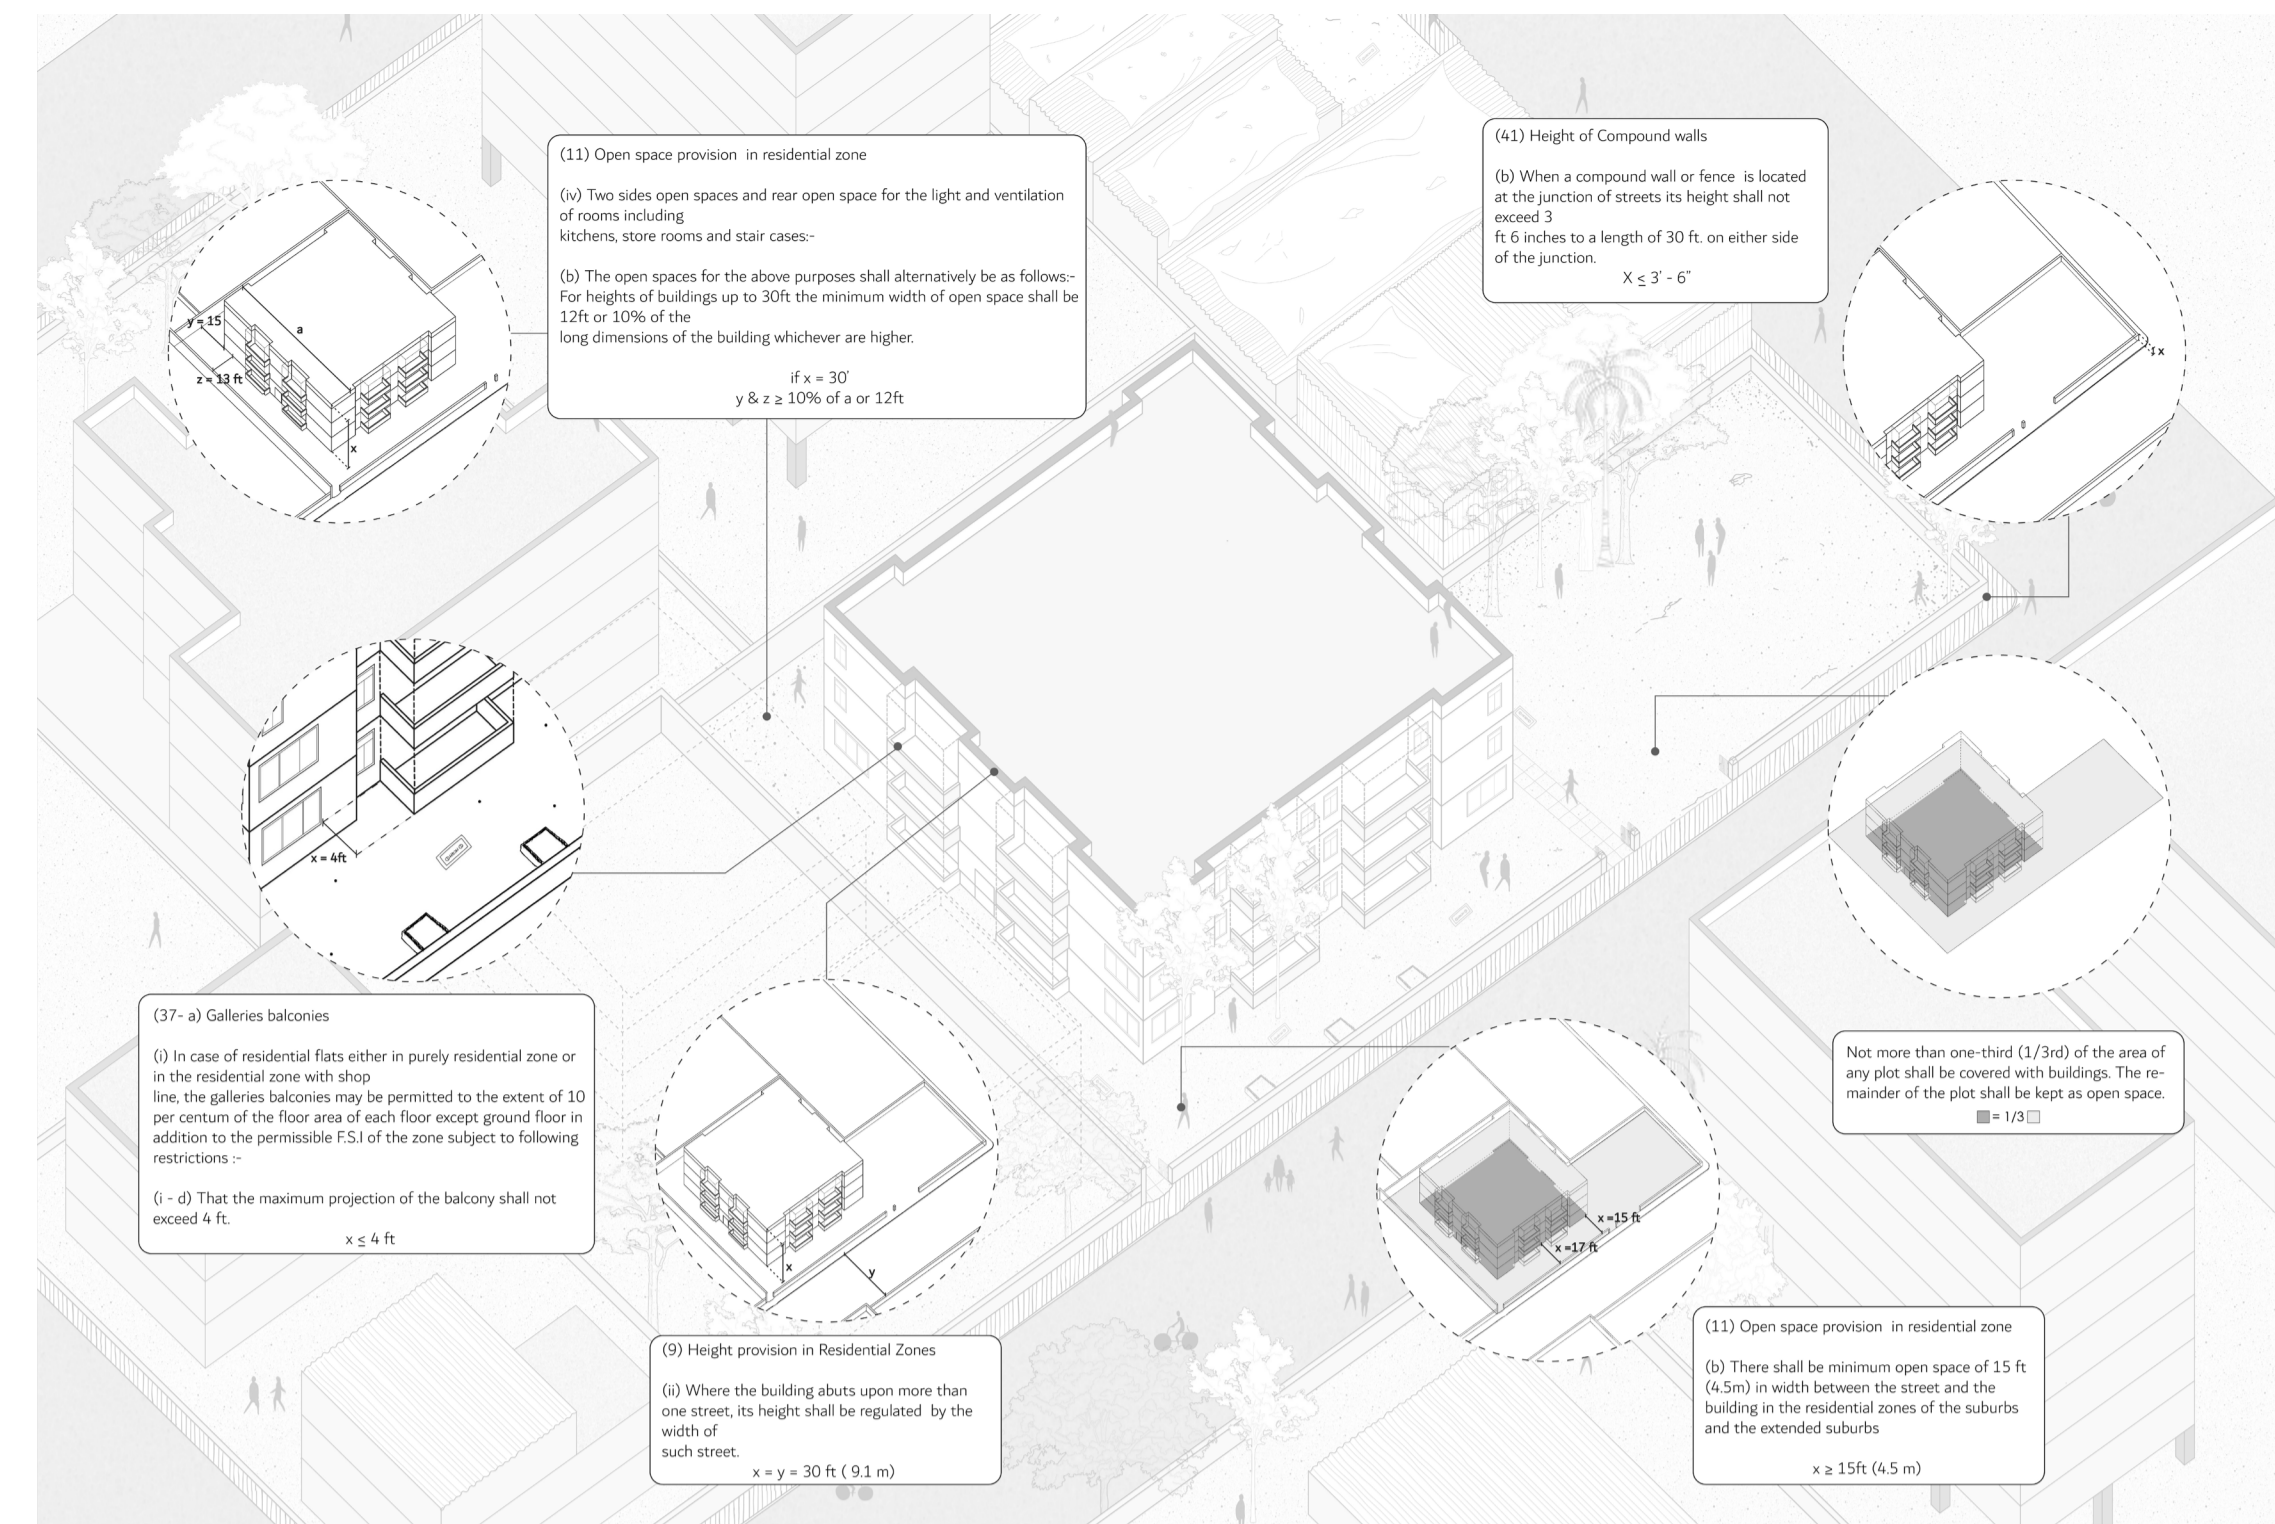 (11) Open space provision  in residential zone
(iv) Two sides open spaces and rear open space for the light and ventilation
of rooms including
kitchens, store rooms and stair cases:-
(b) The open spaces for the above purposes shall alternatively be as follows:-
For heights of buildings up to 30ft the minimum width of open space shall be
12ft or 10% of the
long dimensions of the building whichever are higher.
if x = 30'
y & z ≥ 10% of a or 12ft
y = 15
a
z = 13 ft
x
(41) Height of Compound walls
(b) When a compound wall or fence  is located
at the junction of streets its height shall not
exceed 3
ft 6 inches to a length of 30 ft. on either side
of the junction.
X ≤ 3' - 6"
x
x = 4ft
(37- a) Galleries balconies
(i) In case of residential flats either in purely residential zone or
in the residential zone with shop
line, the galleries balconies may be permitted to the extent of 10
per centum of the floor area of each floor except ground floor in
addition to the permissible F.S.I of the zone subject to following
restrictions :-
(i - d) That the maximum projection of the balcony shall not
exceed 4 ft.
x ≤ 4 ft
x
y
(9) Height provision in Residential Zones
(ii) Where the building abuts upon more than
one street, its height shall be regulated  by the
width of
such street.
x = y = 30 ft ( 9.1 m)
Not more than one-third (1/3rd) of the area of
any plot shall be covered with buildings. The re-
mainder of the plot shall be kept as open space.
= 1/3
x =15 ft
x =17 ft
(11) Open space provision  in residential zone
(b) There shall be minimum open space of 15 ft
(4.5m) in width between the street and the
building in the residential zones of the suburbs
and the extended suburbs
x ≥ 15ft (4.5 m)